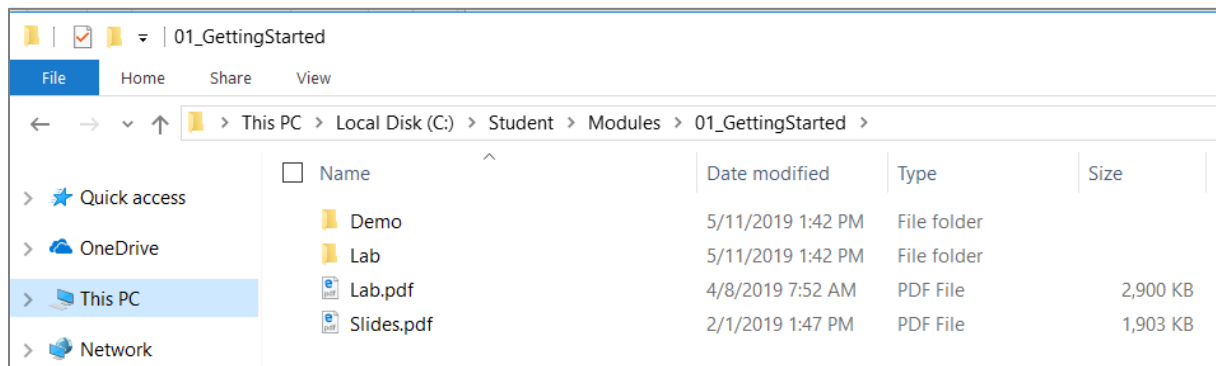 01_GettingStarted
File Home Share View
This PC > Local Disk (C:) > Student > Modules > 01_GettingStarted >
Name Date modified Type Size
Quick access
Demo 5/11/2019 1:42 PM File folder
OneDrive
Lab 5/11/2019 1:42 PM File folder
This PC
Lab.pdf 4/8/2019 7:52 AM PDF File 2,900 KB
Slides.pdf 2/1/2019 1:47 PM PDF File 1,903 KB
Network